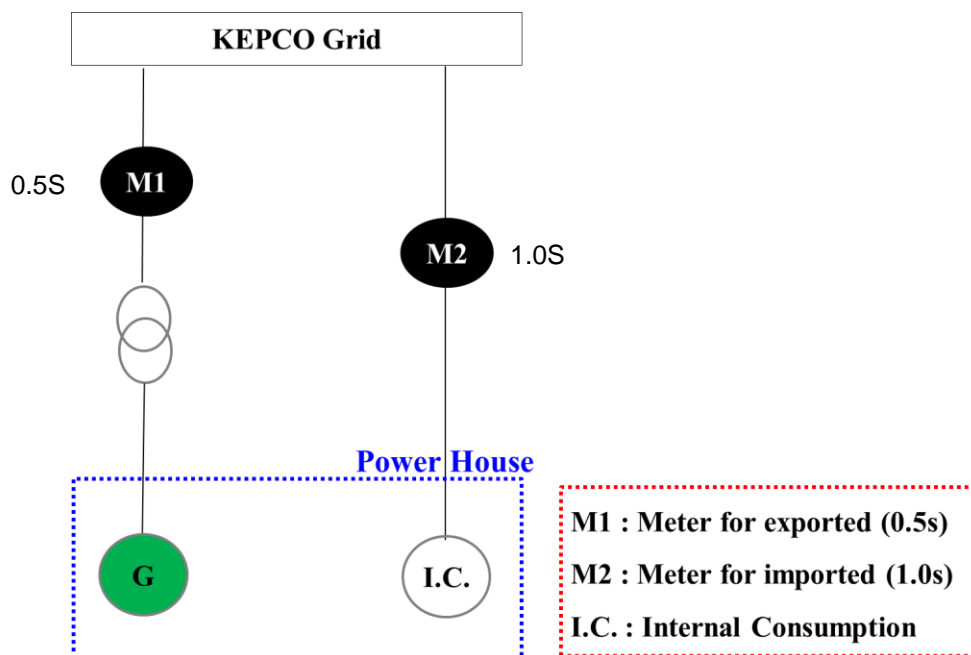 KEPCO Grid
0.5S
M1
M2
1.0S
Power House
G
I.C.
M1 : Meter for exported (0.5s)
M2 : Meter for imported (1.0s)
I.C. : Internal Consumption